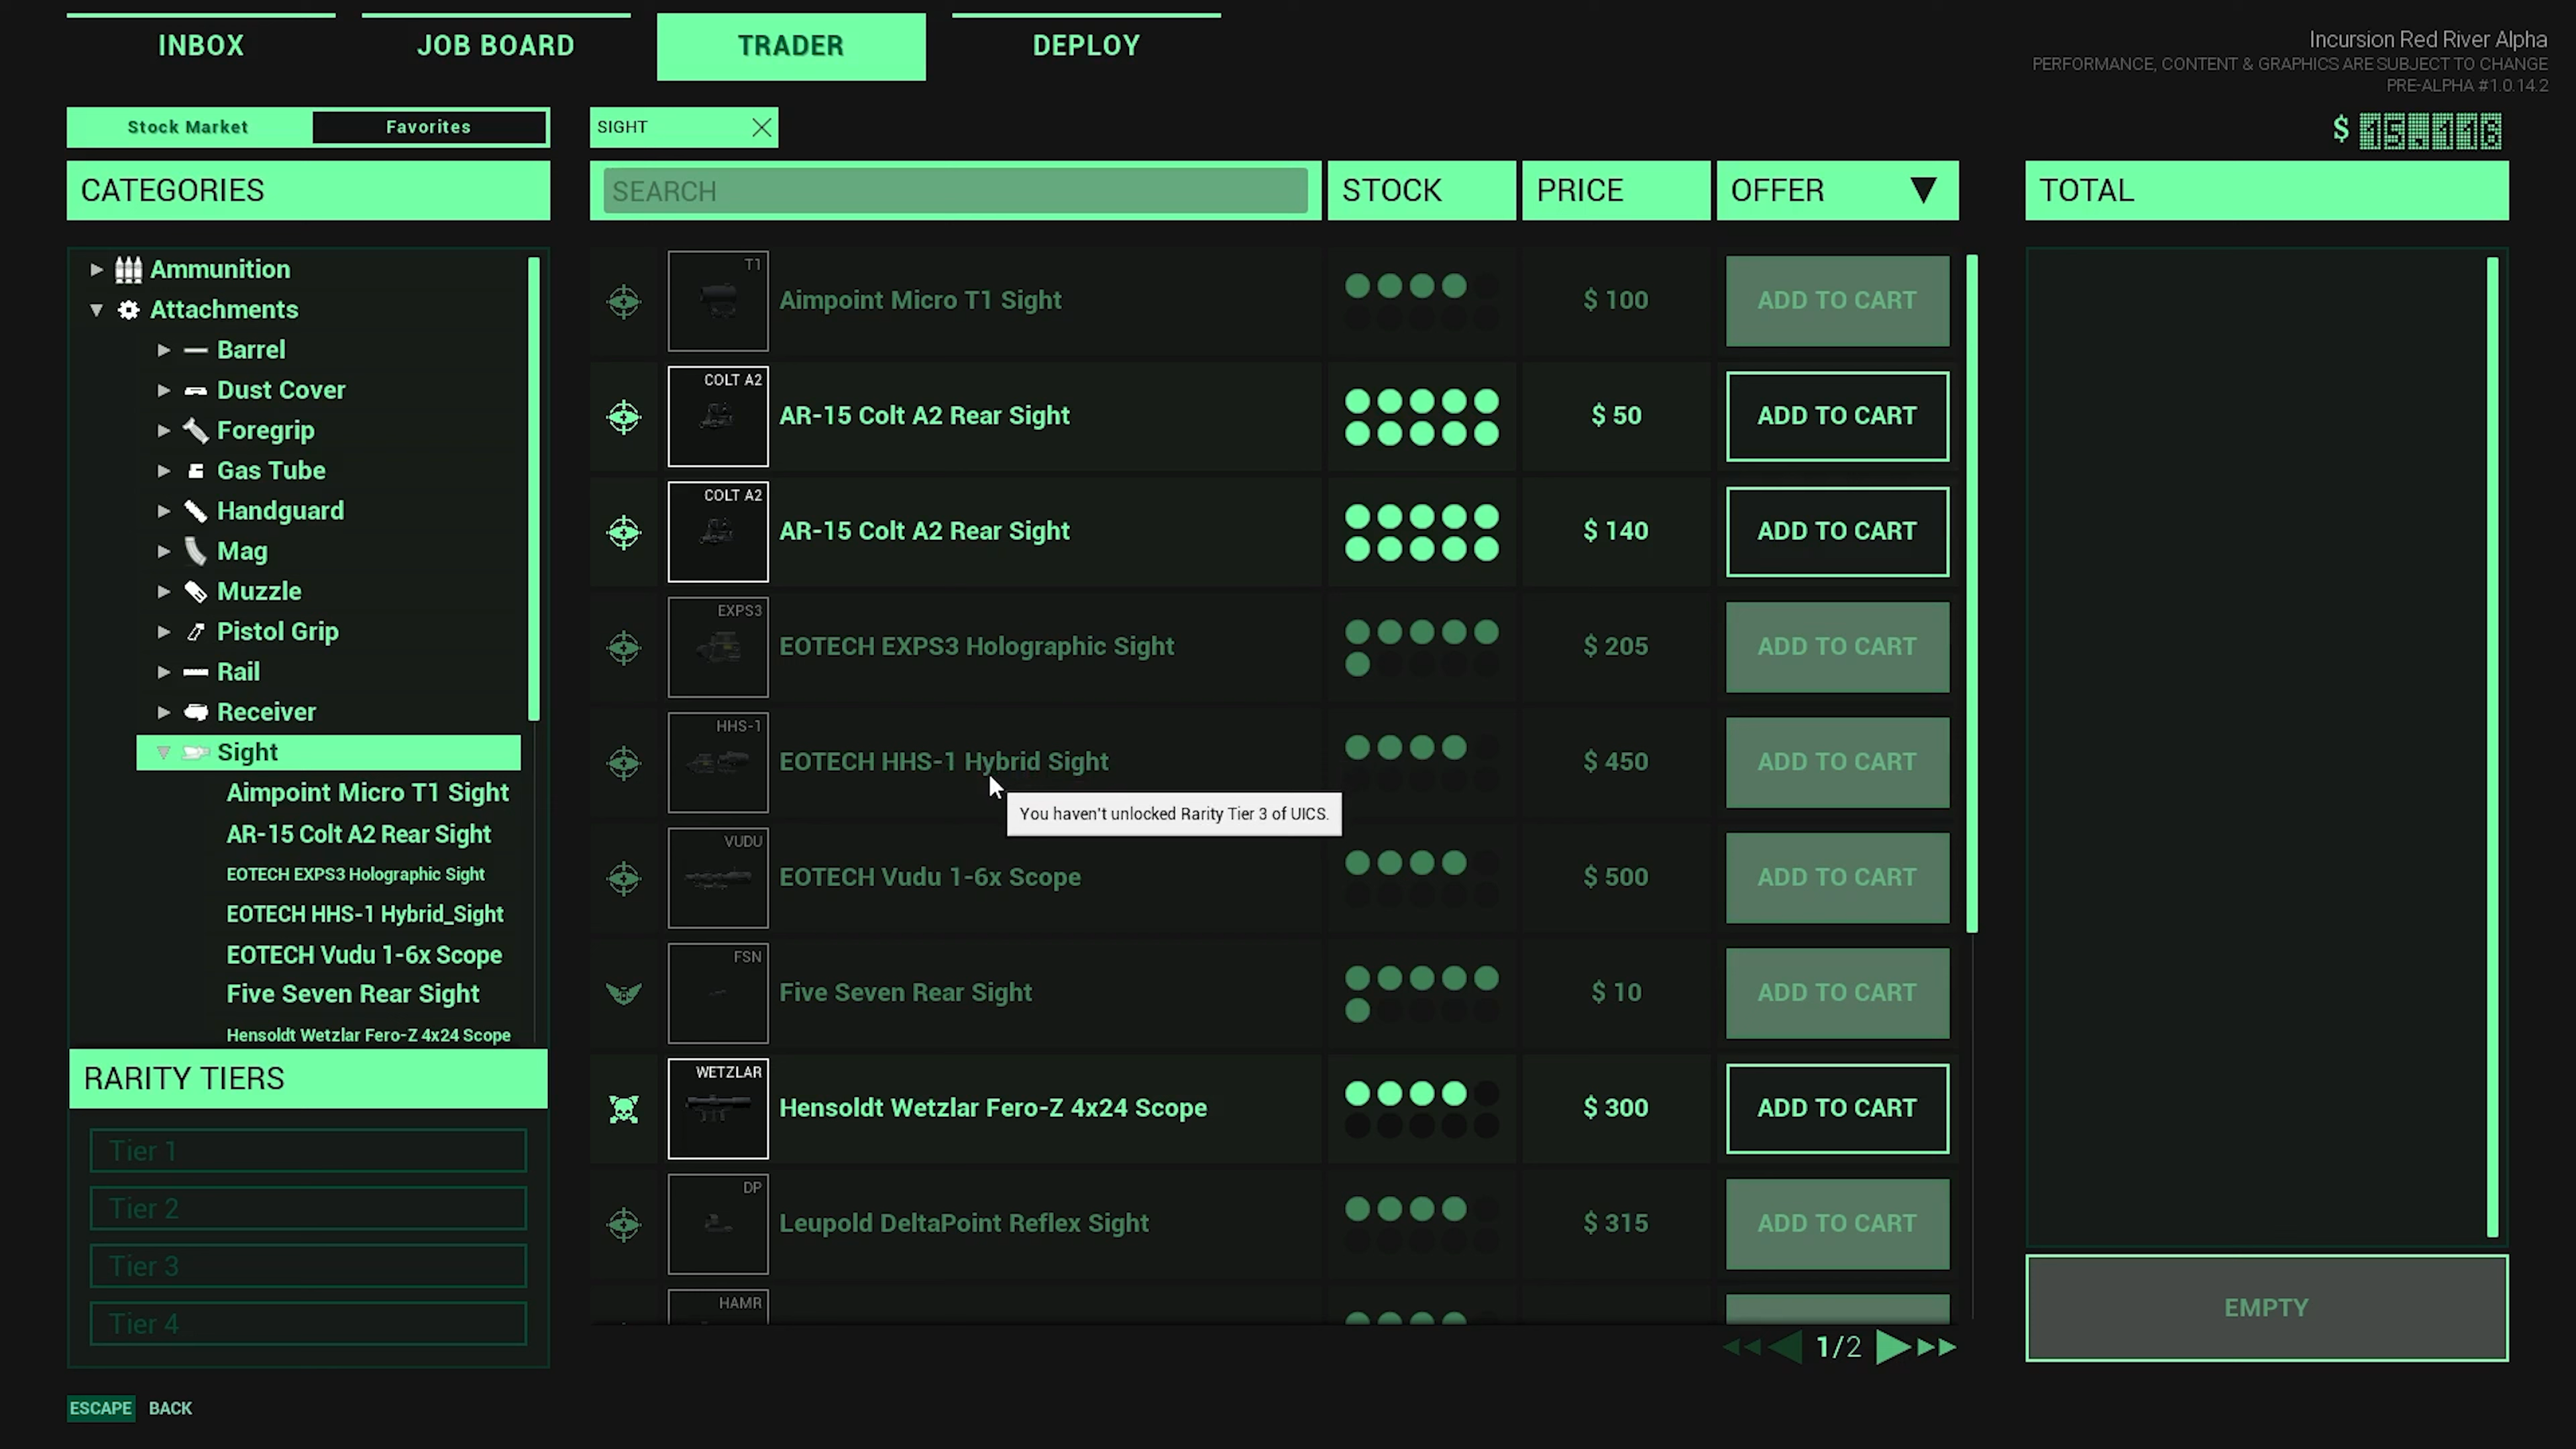 INBOX
JOB BOARD
TRADER
DEPLOY
Incursion Red River Alpha
PERFORMANCE, CONTENT & GRAPHICS ARE SUBJECT TO CHANGE
PRE-ALPHA #1.0.14.2
Stock Market
Favorites
SIGHT
$ 15.116
CATEGORIES
SEARCH
STOCK
PRICE
OFFER
TOTAL
Ammunition
Attachments
Barrel
Dust Cover
Foregrip
Gas Tube
Handguard
Mag
Muzzle
Pistol Grip
Rail
Receiver
Sight
Aimpoint Micro T1 Sight
AR-15 Colt A2 Rear Sight
EOTECH EXPS3 Holographic Sight
EOTECH HHS-1 Hybrid_Sight
EOTECH Vudu 1-6x Scope
Five Seven Rear Sight
Hensoldt Wetzlar Fero-Z 4x24 Scope
RARITY TIERS
Tier 1
Tier 2
Tier 3
Tier 4
T1
Aimpoint Micro T1 Sight
$ 100
ADD TO CART
COLT A2
AR-15 Colt A2 Rear Sight
$ 50
ADD TO CART
COLT A2
AR-15 Colt A2 Rear Sight
$ 140
ADD TO CART
EXPS3
EOTECH EXPS3 Holographic Sight
$ 205
ADD TO CART
HHS-1
EOTECH HHS-1 Hybrid Sight
$ 450
ADD TO CART
You haven't unlocked Rarity Tier 3 of UICS.
VUDU
EOTECH Vudu 1-6x Scope
$ 500
ADD TO CART
FSN
Five Seven Rear Sight
$ 10
ADD TO CART
WETZLAR
Hensoldt Wetzlar Fero-Z 4x24 Scope
$ 300
ADD TO CART
DP
Leupold DeltaPoint Reflex Sight
$ 315
ADD TO CART
HAMR
1/2
EMPTY
ESCAPE BACK